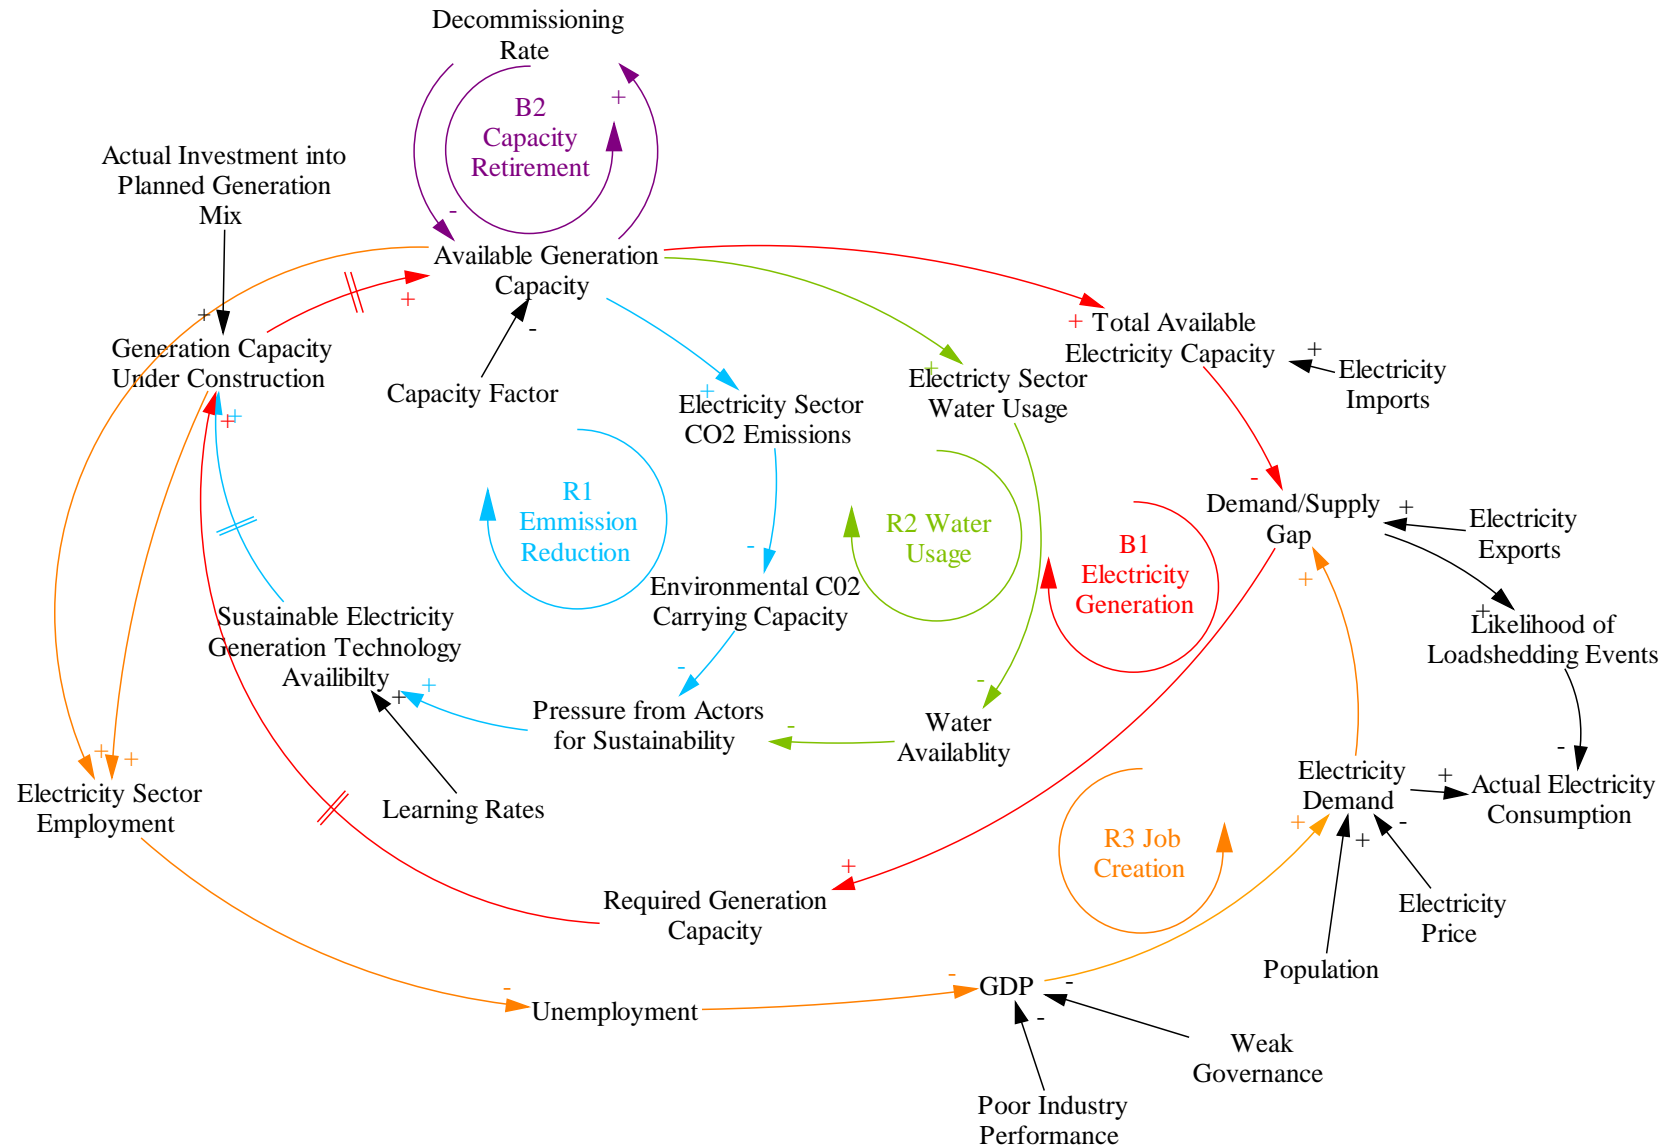 Decommissioning
Rate
B2
Capacity
Retirement
+
-
Actual Investment into
Planned Generation
Mix
+
Available Generation
Capacity
+
-
Generation Capacity
Under Construction
+
+
Capacity Factor
+
Electricity Sector
CO2 Emissions
+
Electricty Sector
Water Usage
+ Total Available
Electricity Capacity
+
Electricity
Imports
R1
Emmission
Reduction
R2 Water
Usage
B1
Electricity
Generation
-
Demand/Supply
Gap
+
+
Electricity
Exports
-
Environmental C02
Carrying Capacity
+
Likelihood of
Loadshedding Events
Sustainable Electricity
Generation Technology
Availibilty
+
+
-
Pressure from Actors
for Sustainability
-
-
Water
Availablity
Learning Rates
+
+
Electricity Sector
Employment
Electricity
Demand
+
+
-
+
-
Actual Electricity
Consumption
R3 Job
Creation
+
Required Generation
Capacity
Electricity
Price
Population
-
Unemployment
-
GDP
-
-
Weak
Governance
Poor Industry
Performance